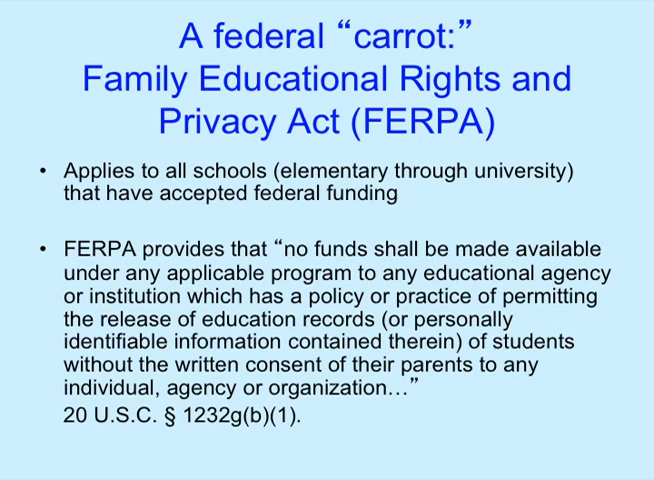 A federal “carrot:”
Family Educational Rights and
Privacy Act (FERPA)
• Applies to all schools (elementary through university)
that have accepted federal funding
• FERPA provides that “no funds shall be made available
under any applicable program to any educational agency
or institution which has a policy or practice of permitting
the release of education records (or personally
identifiable information contained therein) of students
without the written consent of their parents to any
individual, agency or organization…”
20 U.S.C. § 1232g(b)(1).